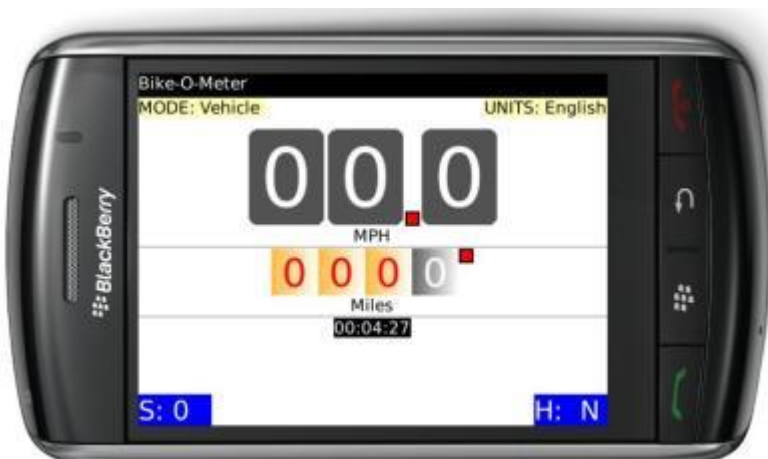 Bike-O-Meter
MODE: Vehicle UNITS: English
00.0
MPH
0000
Miles
00:04:27
S: 0 H: N
BlackBerry